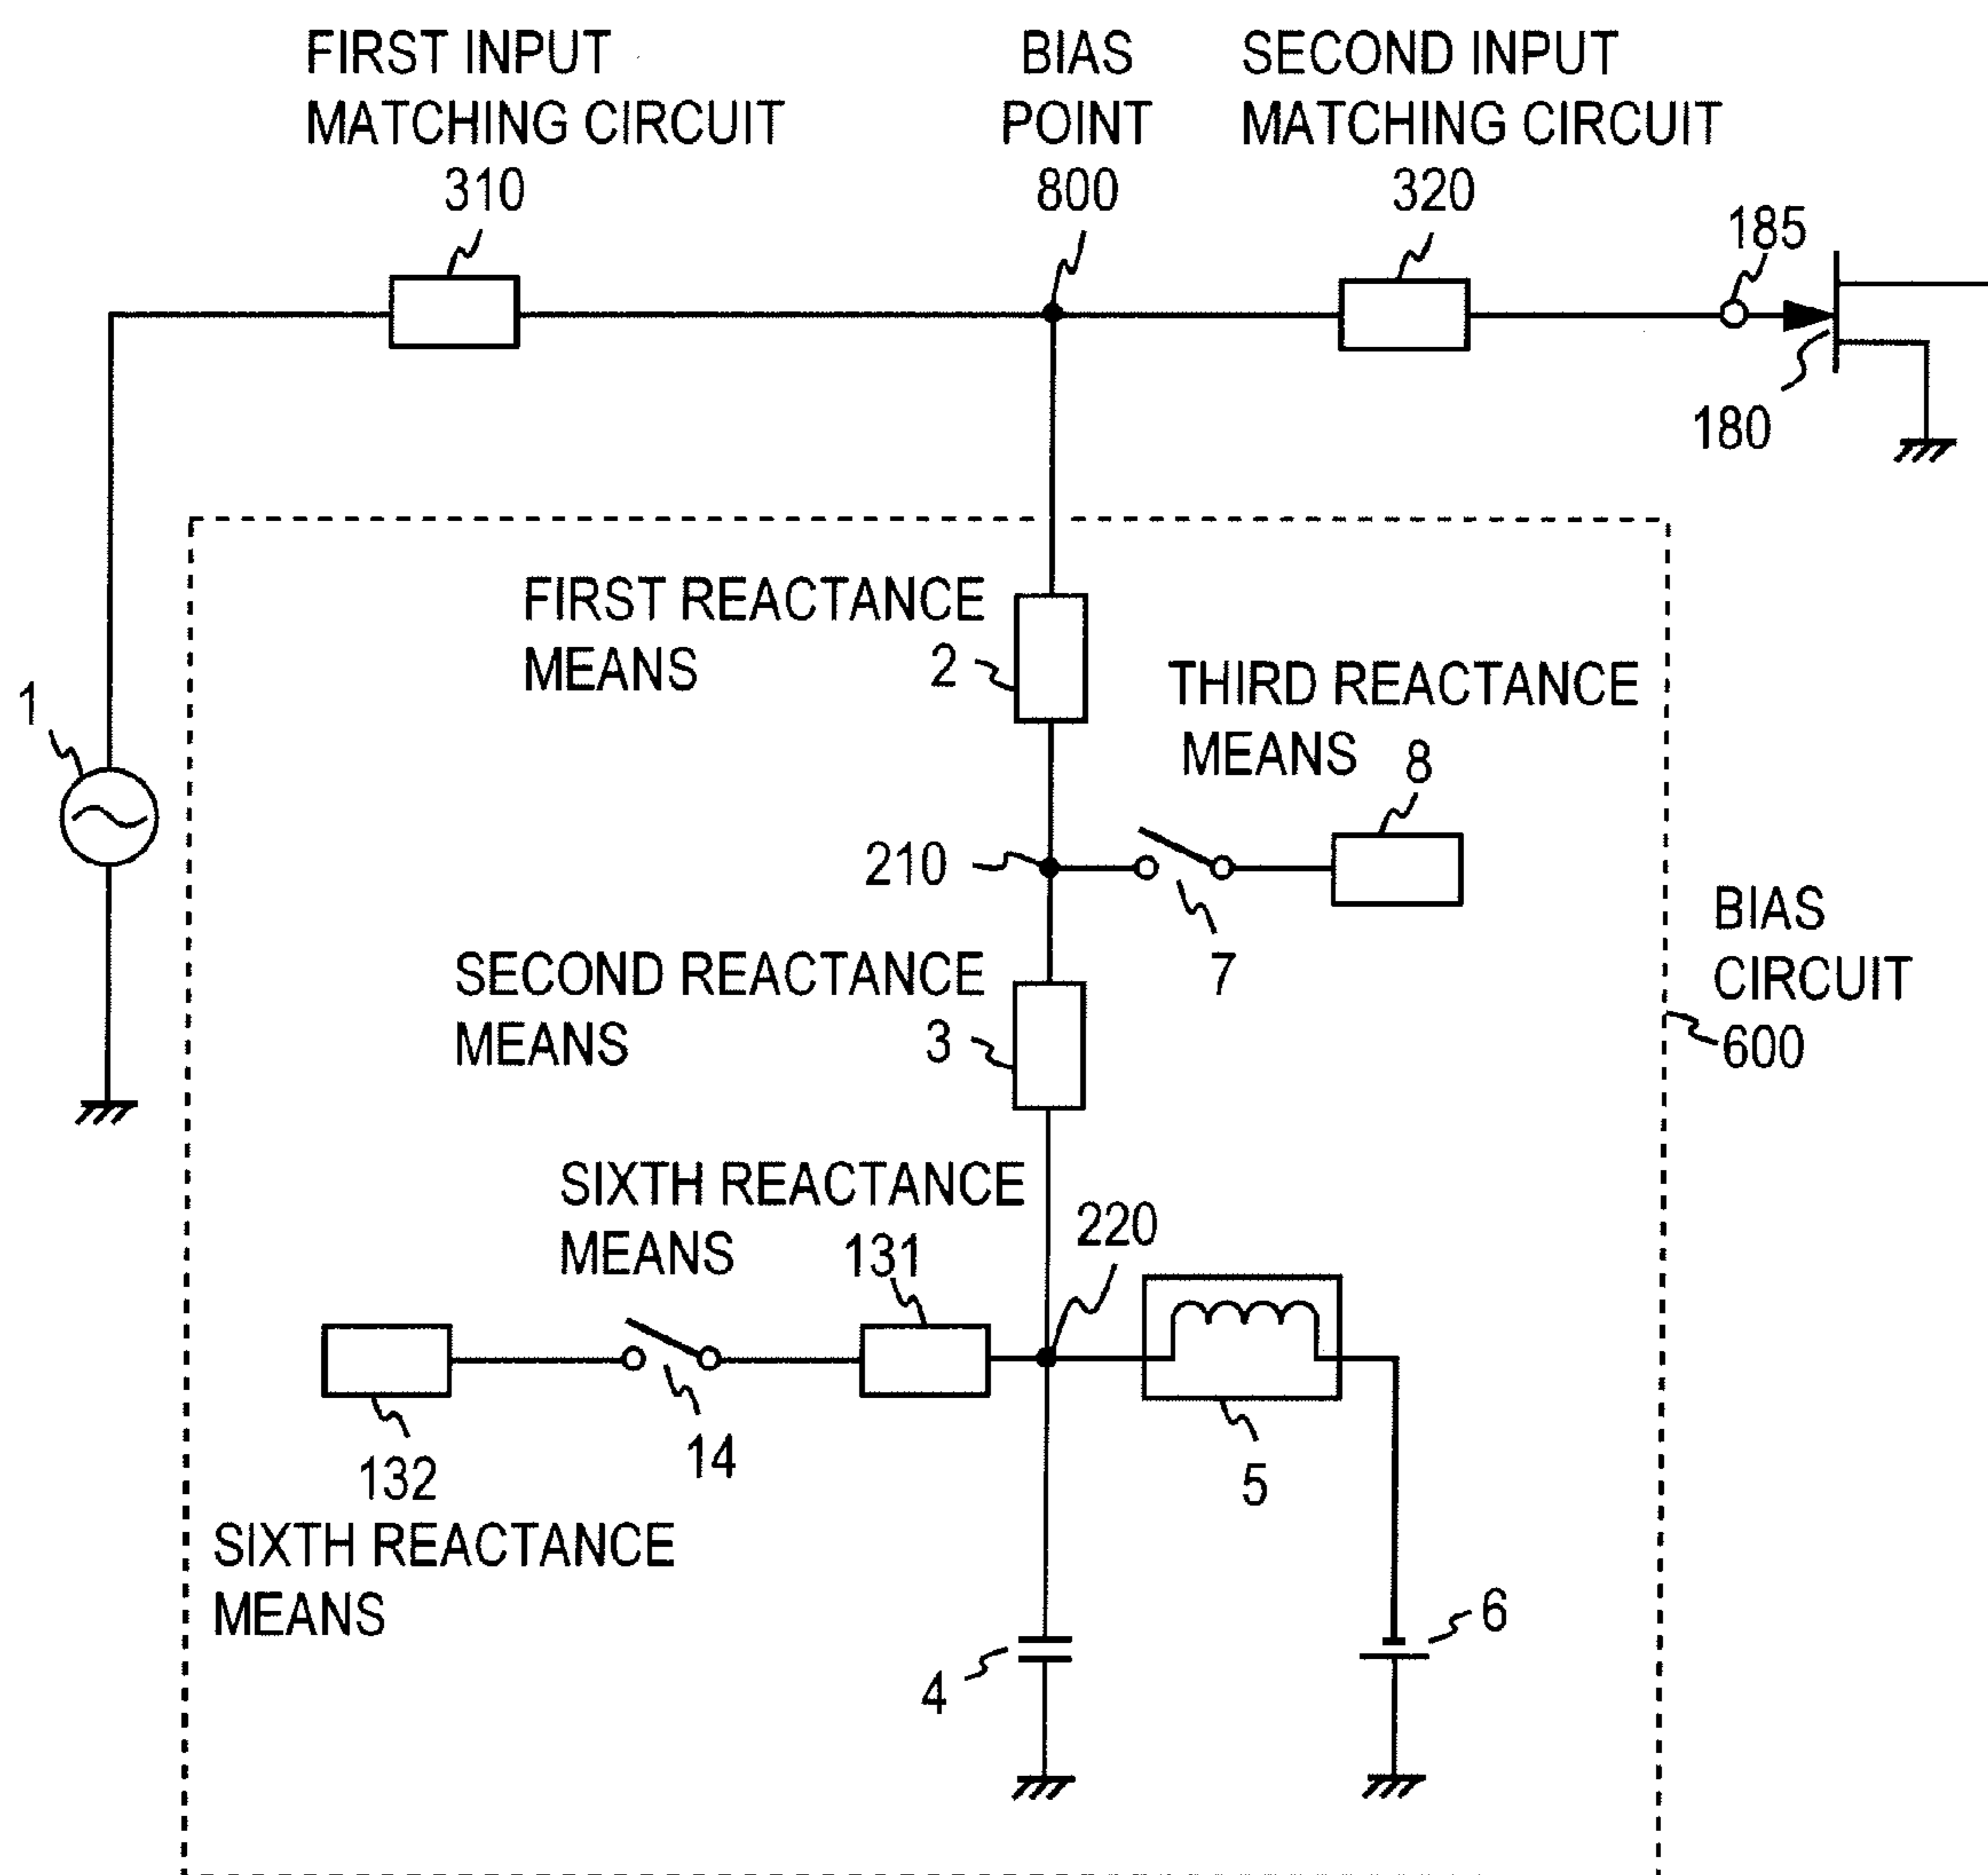 FIRST INPUT
MATCHING CIRCUIT
310
BIAS
POINT
800
SECOND INPUT
MATCHING CIRCUIT
320
185
180
1
FIRST REACTANCE
MEANS
2
THIRD REACTANCE
MEANS
8
210
7
SECOND REACTANCE
MEANS
3
BIAS
CIRCUIT
600
SIXTH REACTANCE
MEANS
131
220
132
14
5
SIXTH REACTANCE
MEANS
4
6